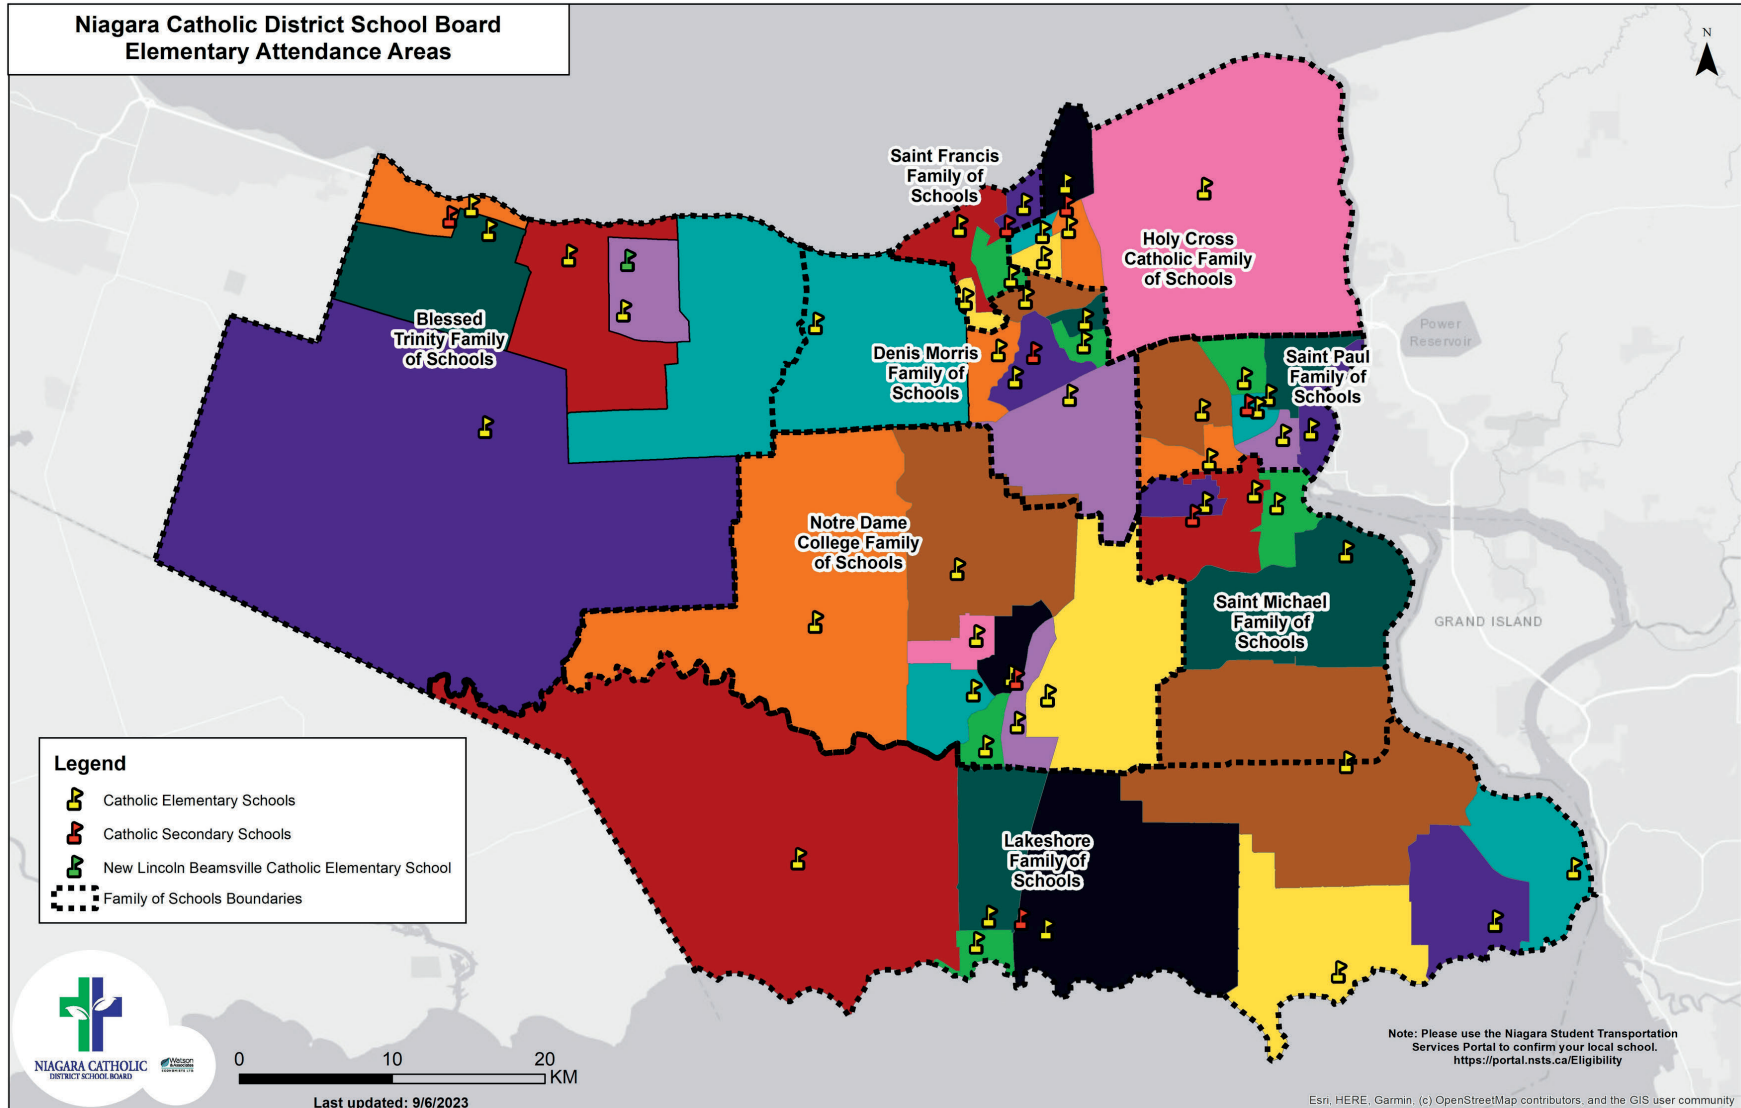 Niagara Catholic District School Board
Elementary Attendance Areas
N
Saint Francis
Family of
Schools
Holy Cross
Catholic Family
of Schools
Blessed
Trinity Family
of Schools
Denis Morris
Family of
Schools
Saint Paul
Family of
Schools
Power
Reservoir
Notre Dame
College Family
of Schools
Saint Michael
Family of
Schools
GRAND ISLAND
Lakeshore
Family of
Schools
Legend
Catholic Elementary Schools
Catholic Secondary Schools
New Lincoln Beamsville Catholic Elementary School
Family of Schools Boundaries
NIAGARA CATHOLIC
DISTRICT SCHOOL BOARD
Watson
& Associates
ECONOMISTS LTD
0 10 20
KM
Last updated: 9/6/2023
Note: Please use the Niagara Student Transportation
Services Portal to confirm your local school.
https://portal.nsts.ca/Eligibility
Esri, HERE, Garmin, (c) OpenStreetMap contributors, and the GIS user community